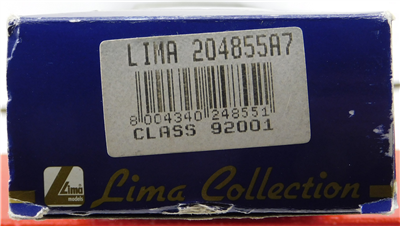 LIMA 204855A7
8 004340 248551
CLASS 92001
Lima
models
Lima Collection